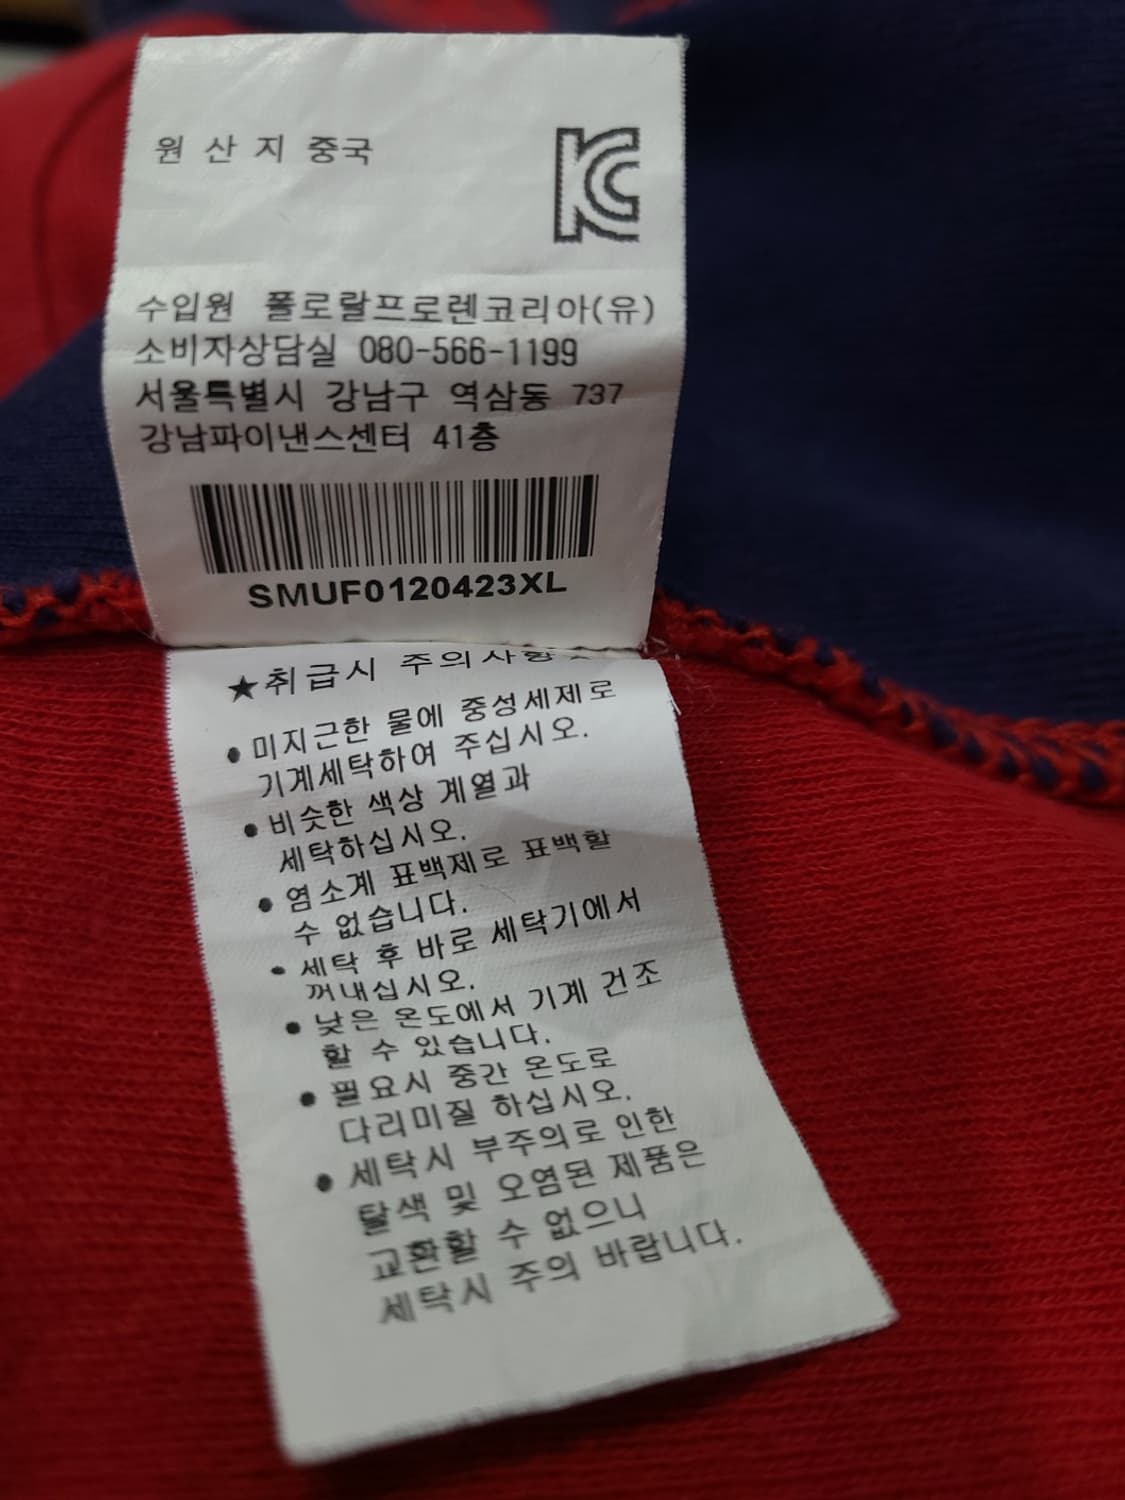 원 산 지 중국
KC
수입원 폴로랄프로렌코리아(유)
소비자상담실 080-566-1199
서울특별시 강남구 역삼동 737
강남파이낸스센터 41층
SMUF0120423XL
★취급시 주의사항
• 미지근한 물에 중성세제로
기계세탁하여 주십시오.
• 비슷한 색상 계열과
세탁하십시오.
• 염소계 표백제로 표백할
수 없습니다.
• 세탁 후 바로 세탁기에서
꺼내십시오.
• 낮은 온도에서 기계 건조
할 수 있습니다.
• 필요시 중간 온도로
다리미질 하십시오.
• 세탁시 부주의로 인한
탈색 및 오염된 제품은
교환할 수 없으니
세탁시 주의 바랍니다.